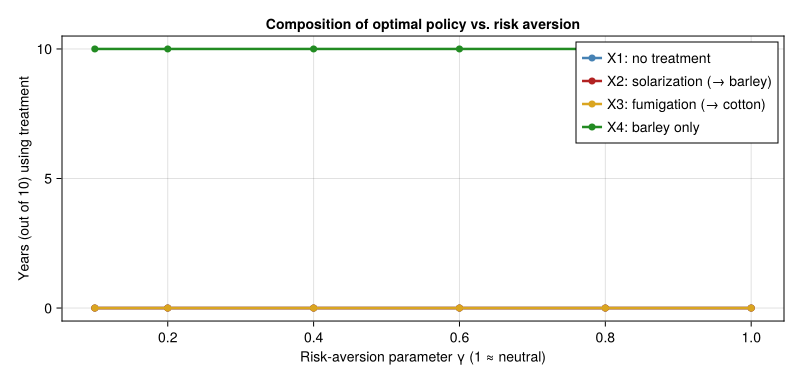 Composition of optimal policy vs. risk aversion
Years (out of 10) using treatment
10
5
0
X1: no treatment
X2: solarization (→ barley)
X3: fumigation (→ cotton)
X4: barley only
0.2
0.4
0.6
0.8
1.0
Risk-aversion parameter γ (1 ≈ neutral)